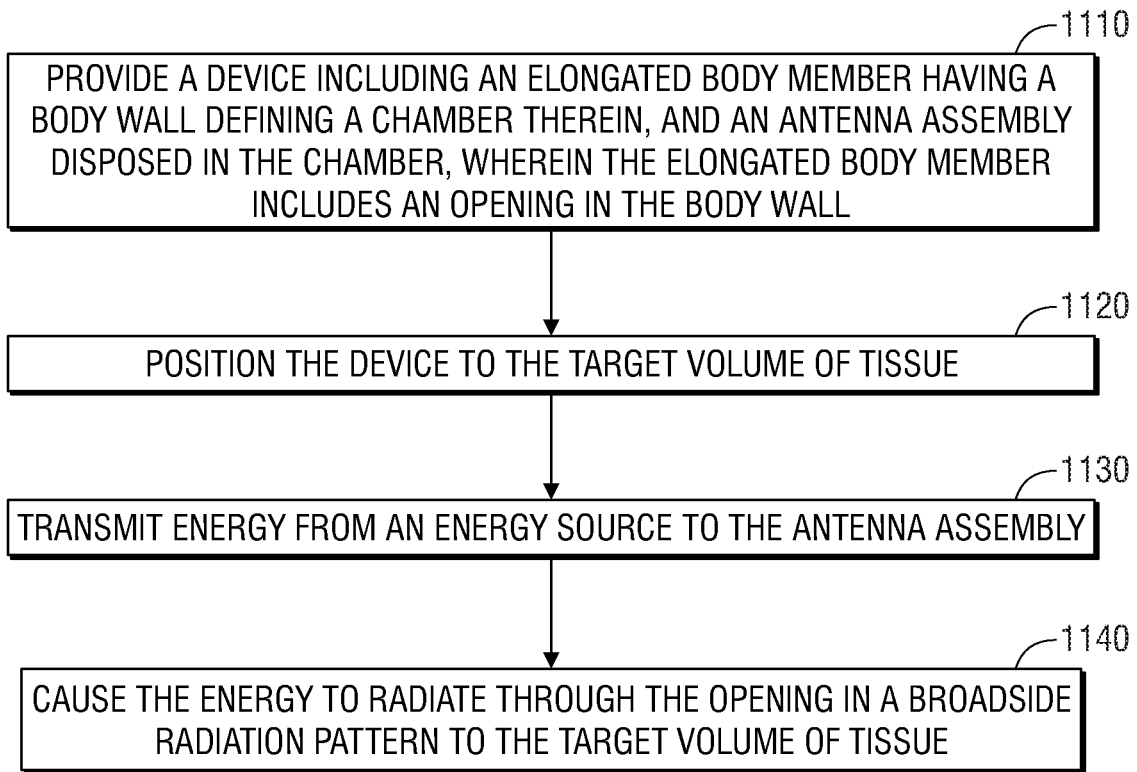 1110
PROVIDE A DEVICE INCLUDING AN ELONGATED BODY MEMBER HAVING A
BODY WALL DEFINING A CHAMBER THEREIN, AND AN ANTENNA ASSEMBLY
DISPOSED IN THE CHAMBER, WHEREIN THE ELONGATED BODY MEMBER
INCLUDES AN OPENING IN THE BODY WALL
1120
POSITION THE DEVICE TO THE TARGET VOLUME OF TISSUE
1130
TRANSMIT ENERGY FROM AN ENERGY SOURCE TO THE ANTENNA ASSEMBLY
1140
CAUSE THE ENERGY TO RADIATE THROUGH THE OPENING IN A BROADSIDE
RADIATION PATTERN TO THE TARGET VOLUME OF TISSUE